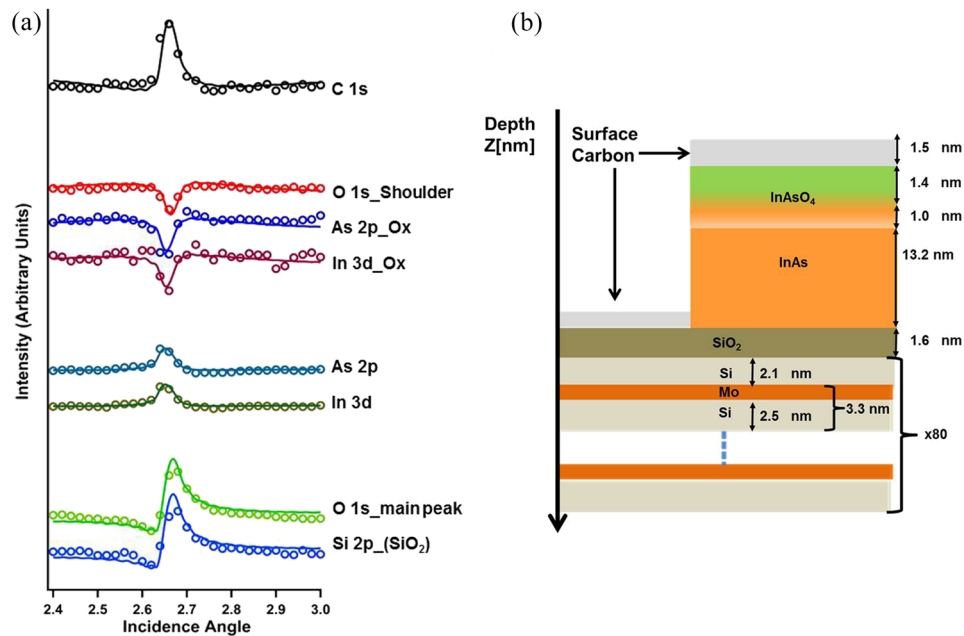 (a)
C 1s
O 1s_Shoulder
As 2p_Ox
In 3d_Ox
As 2p
In 3d
O 1s_main peak
Si 2p_(SiO₂)
Intensity (Arbitrary Units)
2.4 2.5 2.6 2.7 2.8 2.9 3.0
Incidence Angle
(b)
Depth
Z[nm]
Surface
Carbon
1.5 nm
1.4 nm
InAsO₄
1.0 nm
13.2 nm
InAs
SiO₂
1.6 nm
Si
2.1 nm
Mo
Si
2.5 nm
3.3 nm
x80